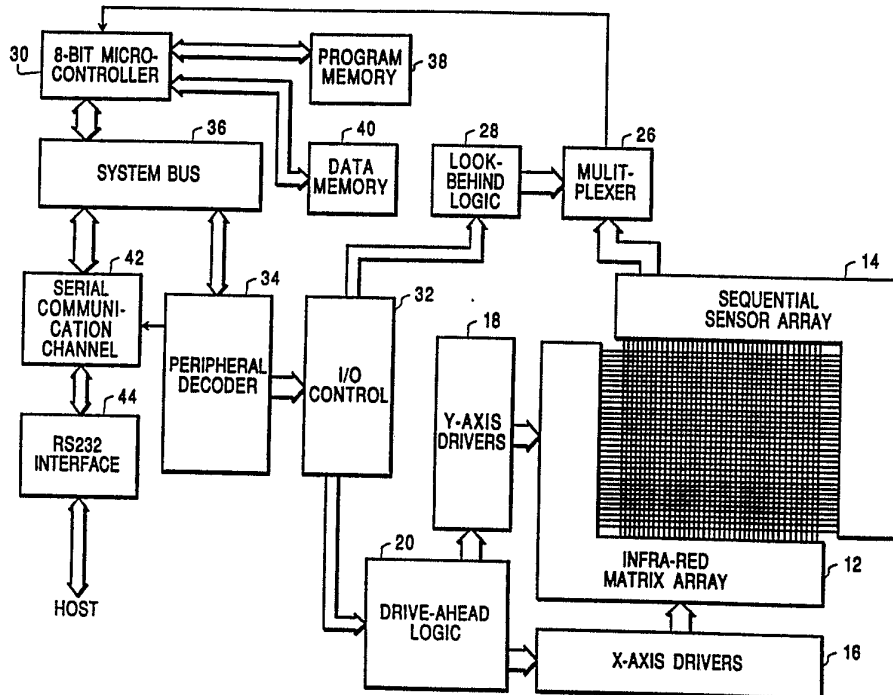 30
8-BIT MICRO-
CONTROLLER
PROGRAM
MEMORY
38
36
SYSTEM BUS
40
DATA
MEMORY
28
LOOK-
BEHIND
LOGIC
26
MULIT-
PLEXER
42
SERIAL
COMMUNI-
CATION
CHANNEL
34
PERIPHERAL
DECODER
32
I/O
CONTROL
18
Y-AXIS
DRIVERS
14
SEQUENTIAL
SENSOR ARRAY
44
RS232
INTERFACE
HOST
20
DRIVE-AHEAD
LOGIC
INFRA-RED
MATRIX ARRAY
12
X-AXIS DRIVERS
16